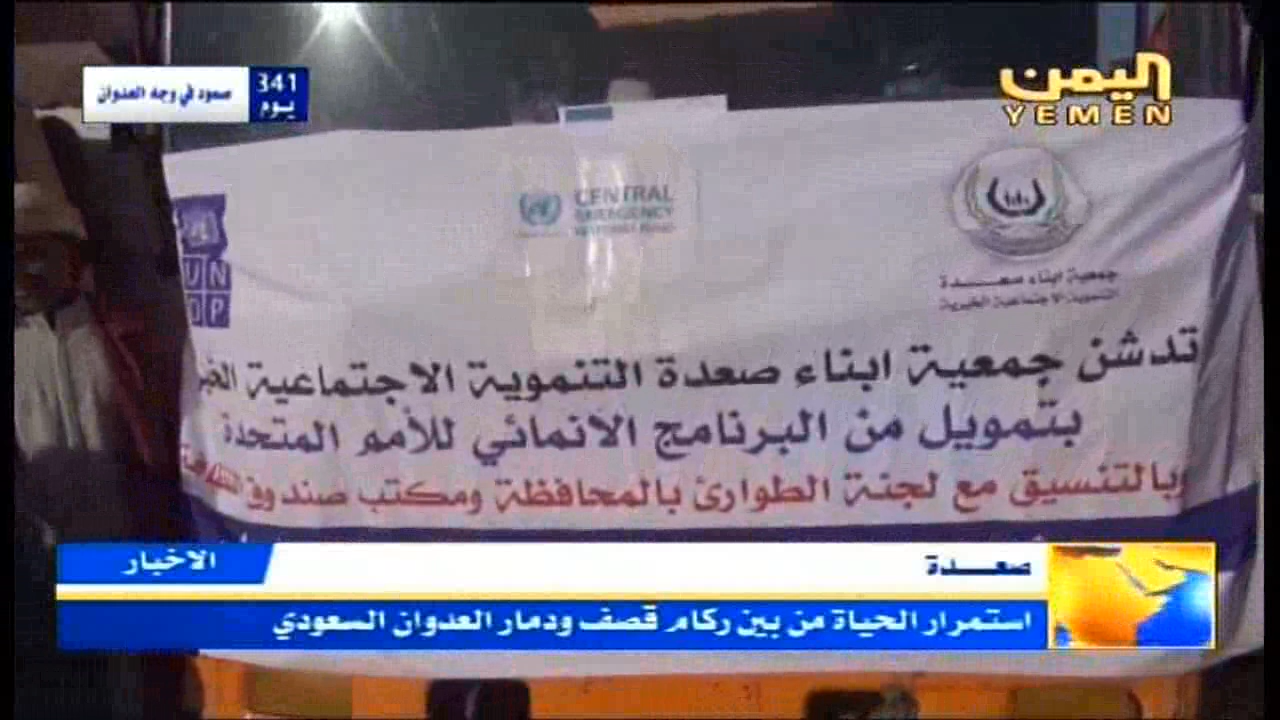 اليمن
YEMEN
341
يوم
صمود في وجه العدوان
CENTRAL
EMERGENCY
UN
DP
جمعية ابناء صعـــدة
التنموية الاجتماعية الخيرية
تدشن جمعية ابناء صعدة التنموية الاجتماعية
بتمويل من البرنامج الانمائي للأمم المتحدة
وبالتنسيق مع لجنة الطوارئ بالمحافظة ومكتب صندوق
صعــــدة
الاخبار
استمرار الحياة من بين ركام قصف ودمار العدوان السعودي